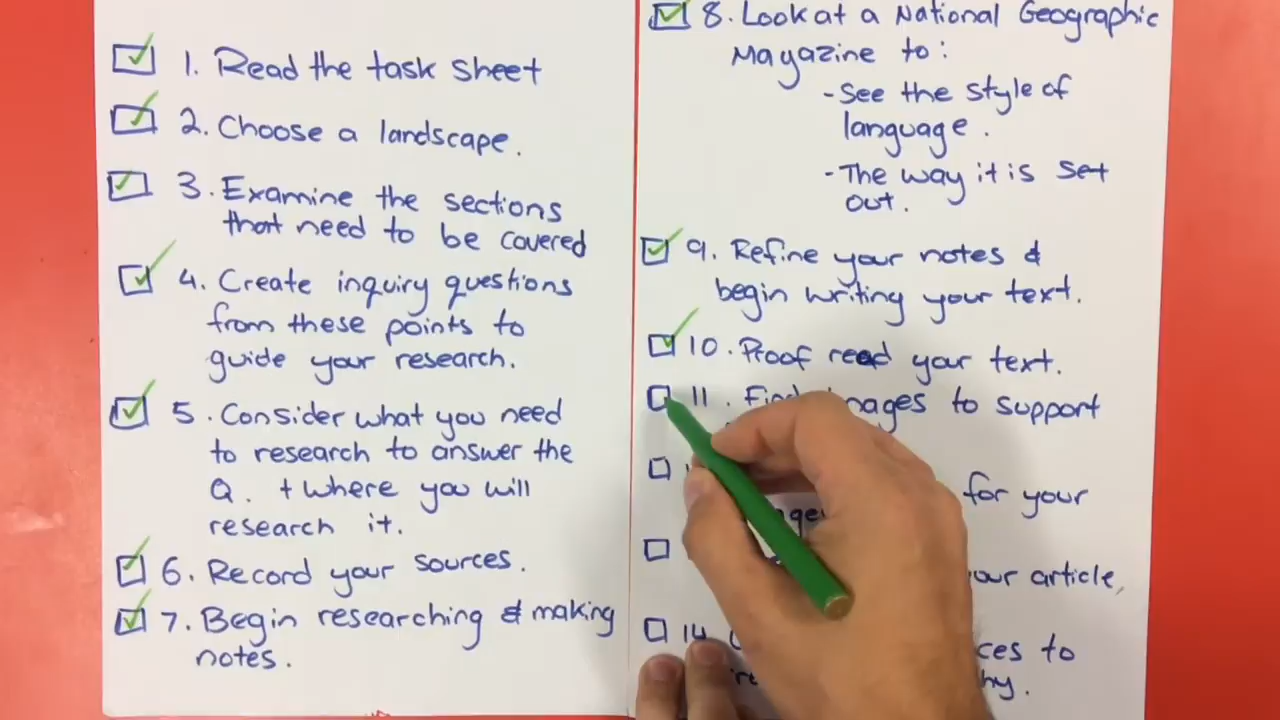 1. Read the task sheet
2. Choose a landscape.
3. Examine the sections
that need to be covered
4. Create inquiry questions
from these points to
guide your research.
5. Consider what you need
to research to answer the
Q. + where you will
research it.
6. Record your sources.
7. Begin researching & making
notes.
8. Look at a National Geographic
Magazine to:
- See the style of
language.
- The way it is set
out.
9. Refine your notes &
begin writing your text.
10. Proof read your text.
11. Find images to support
for your
article,
14.
to